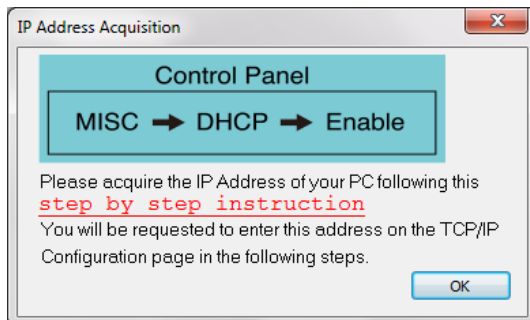 IP Address Acquisition
Control Panel
MISC → DHCP → Enable
Please acquire the IP Address of your PC following this
step by step instruction
You will be requested to enter this address on the TCP/IP
Configuration page in the following steps.
OK